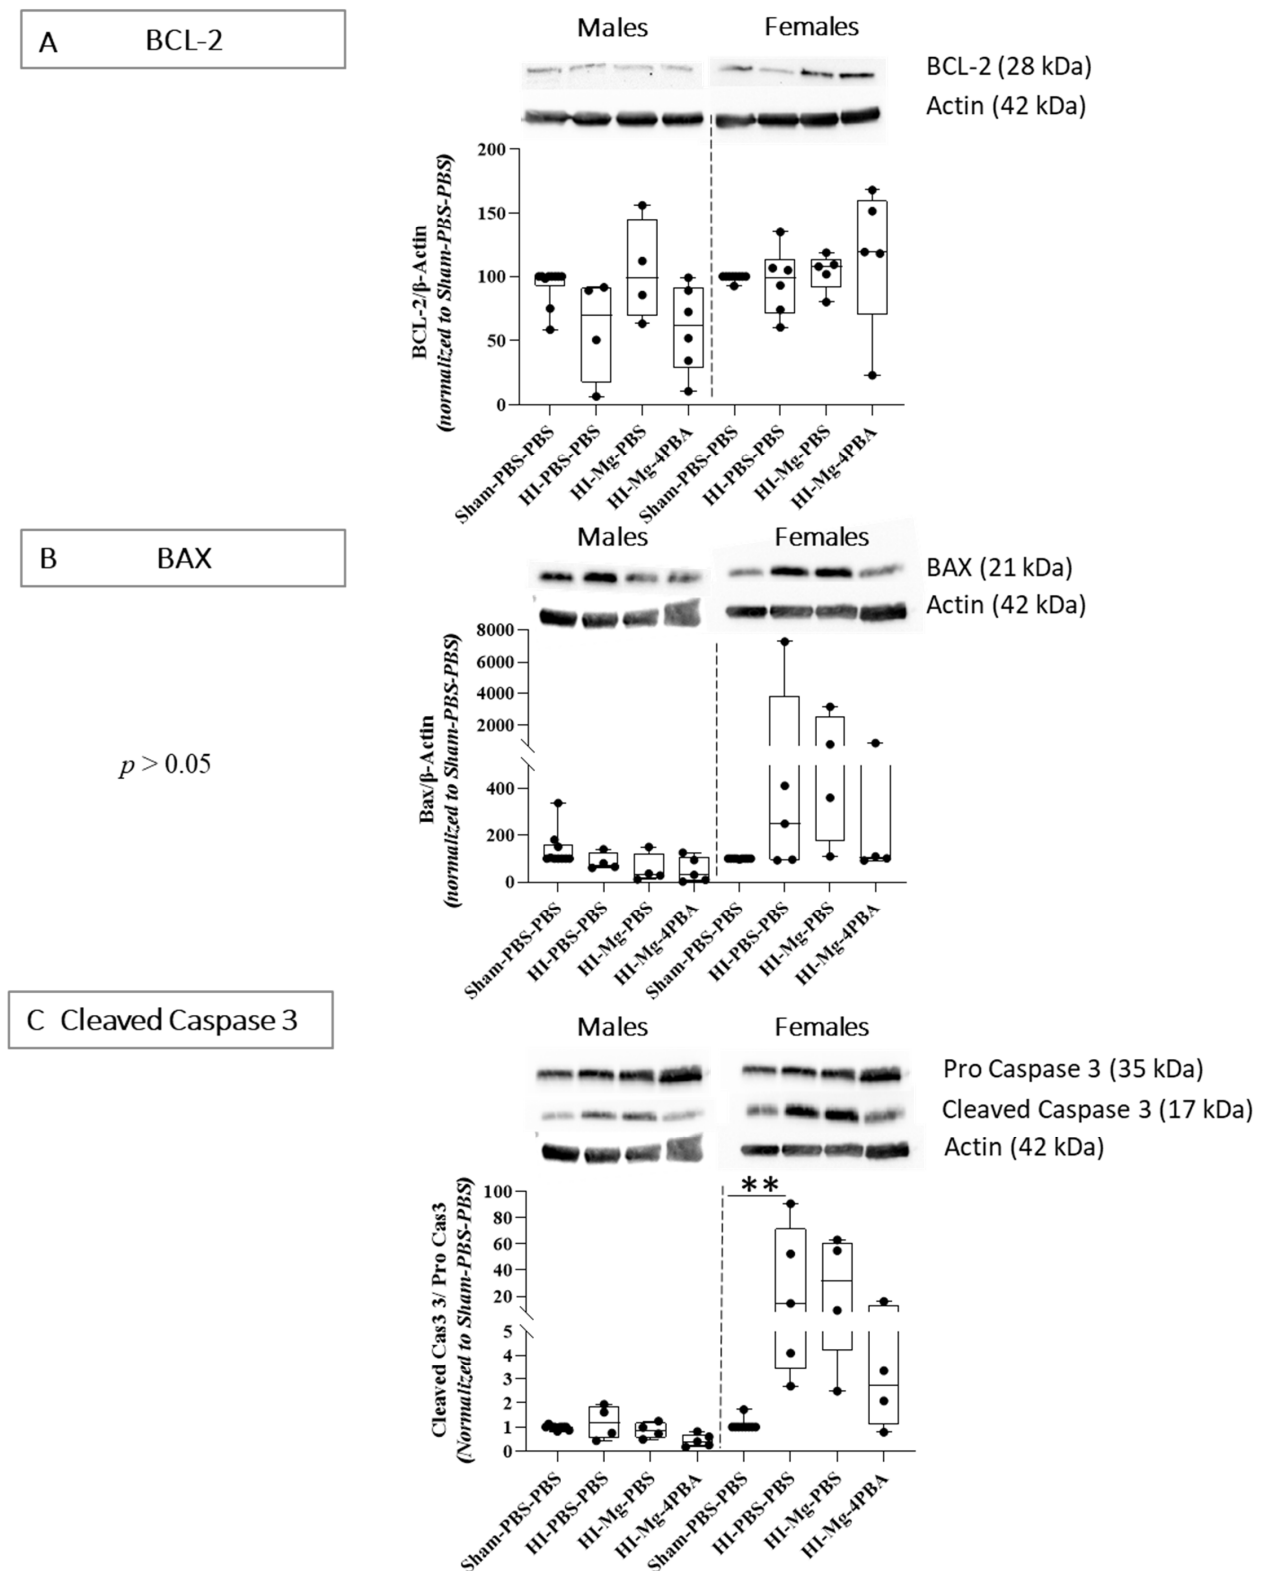 A BCL-2
Males Females
BCL-2 (28 kDa)
Actin (42 kDa)
BCL-2/β-Actin
(normalized to Sham-PBS-PBS)
200
150
100
50
0
Sham-PBS-PBS HI-PBS-PBS HI-Mg-PBS HI-Mg-4PBA Sham-PBS-PBS HI-PBS-PBS HI-Mg-PBS HI-Mg-4PBA
B BAX
Males Females
BAX (21 kDa)
Actin (42 kDa)
p > 0.05
Bax/β-Actin
(normalized to Sham-PBS-PBS)
8000
6000
4000
2000
400
200
0
Sham-PBS-PBS HI-PBS-PBS HI-Mg-PBS HI-Mg-4PBA Sham-PBS-PBS HI-PBS-PBS HI-Mg-PBS HI-Mg-4PBA
C Cleaved Caspase 3
Males Females
Pro Caspase 3 (35 kDa)
Cleaved Caspase 3 (17 kDa)
Actin (42 kDa)
Cleaved Cas3 3/ Pro Cas3
(Normalized to Sham-PBS-PBS)
**
100
80
60
40
20
5
4
3
2
1
0
Sham-PBS-PBS HI-PBS-PBS HI-Mg-PBS HI-Mg-4PBA Sham-PBS-PBS HI-PBS-PBS HI-Mg-PBS HI-Mg-4PBA